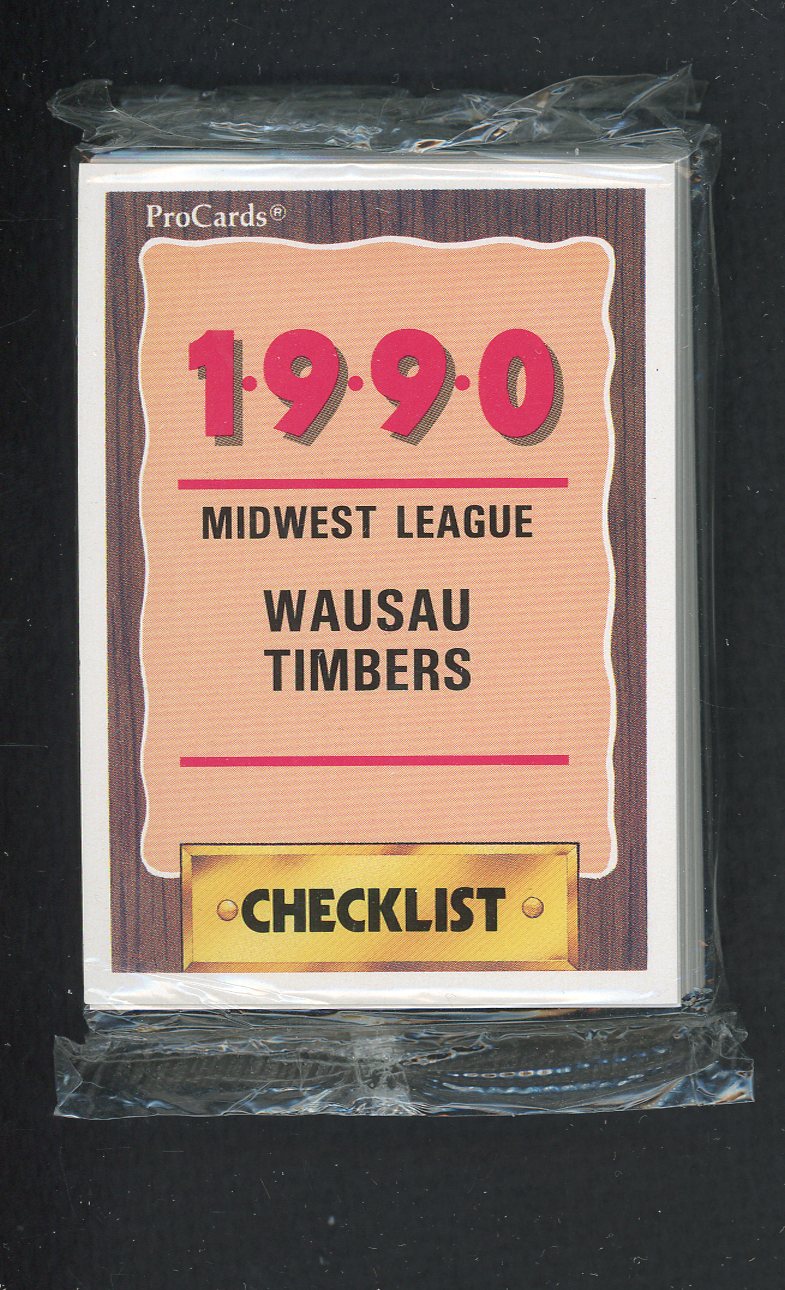 ProCards®
1·9·9·0
MIDWEST LEAGUE
WAUSAU
TIMBERS
CHECKLIST